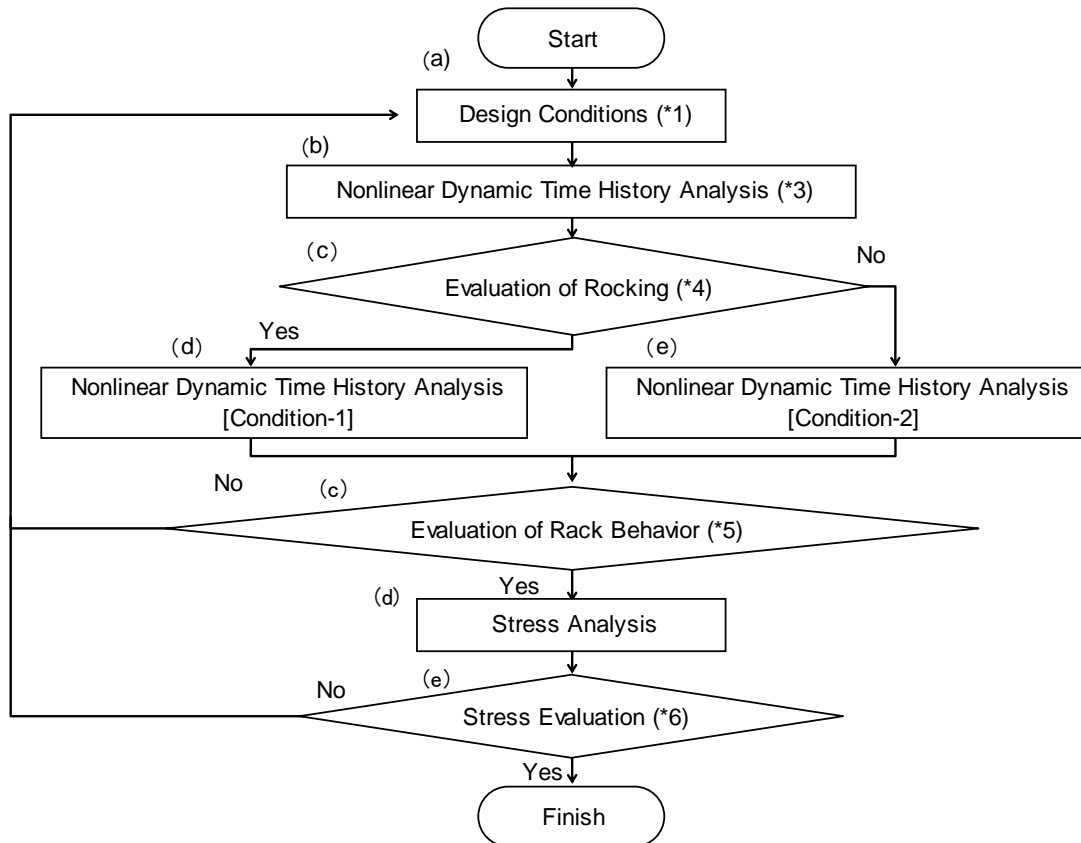 Start
(a)
Design Conditions (*1)
(b)
Nonlinear Dynamic Time History Analysis (*3)
(c)
No
Evaluation of Rocking (*4)
Yes
(d)
(e)
Nonlinear Dynamic Time History Analysis
[Condition-1]
Nonlinear Dynamic Time History Analysis
[Condition-2]
No
(c)
Evaluation of Rack Behavior (*5)
Yes
(d)
Stress Analysis
No
(e)
Stress Evaluation (*6)
Yes
Finish